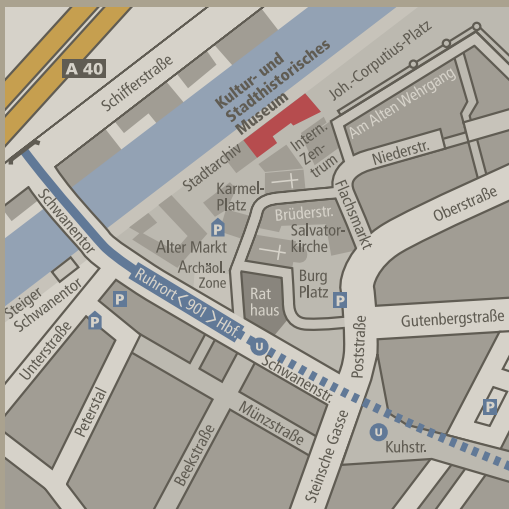 A 40
Schifferstraße
Kultur- und
Stadthistorisches
Museum
Joh.-Corputius-Platz
Am Alten Wehrgang
Intern.
Zen-
trum
Stadtarchiv
Niederstr.
Karmel-
Platz
Flachsmarkt
Oberstraße
Schwanentor
P
Brüderstr.
Salvator-
kirche
Alter Markt
Archäol.
Zone
Burg
Platz
Steiger
Schwanentor
Ruhrort<901>Hbf.
Rat
haus
P
P
P
Unterstraße
U
Poststraße
Gutenbergstraße
Schwanenstr.
Peterstal
Münzstraße
P
Beekstraße
Steinsche Gasse
U
Kuhstr.